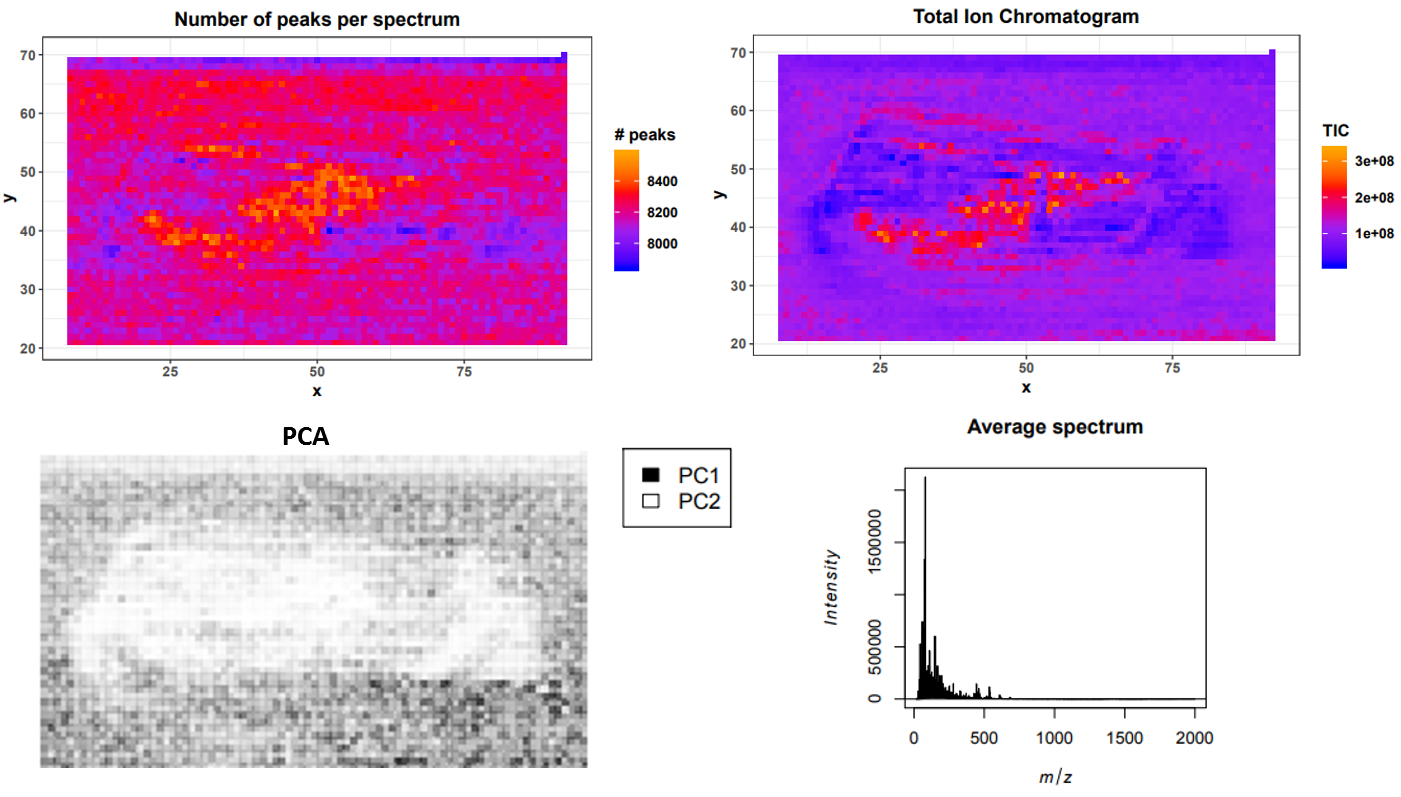 Number of peaks per spectrum
70
60
50
40
30
20
25
50
75
x
y
# peaks
8400
8200
8000
Total Ion Chromatogram
70
60
50
40
30
20
25
50
75
x
y
TIC
3e+08
2e+08
1e+08
PCA
PC1
PC2
Average spectrum
Intensity
1500000
500000
0
0
500
1000
1500
2000
m/z